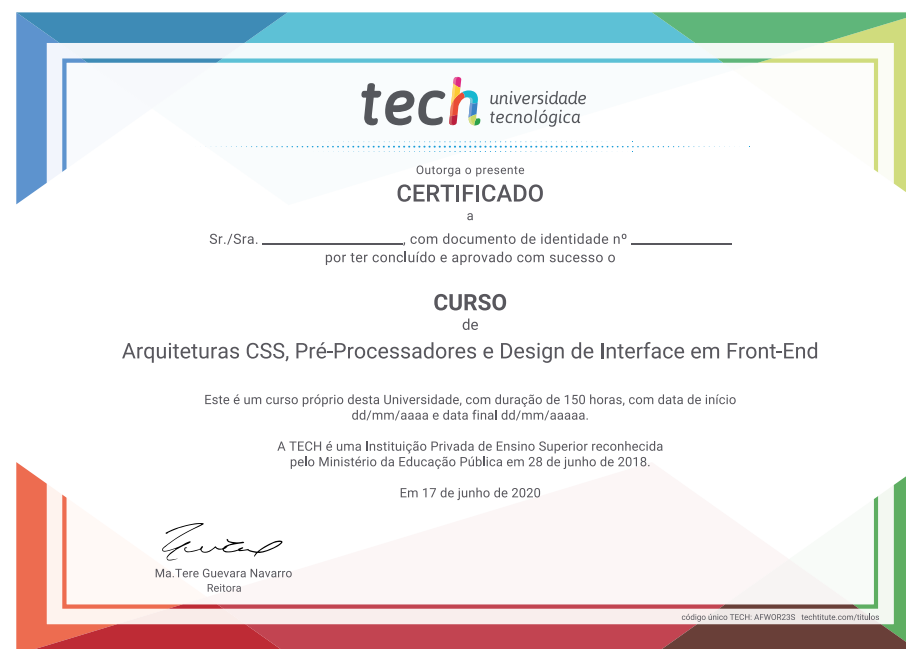 tech universidade
tecnológica
Outorga o presente
CERTIFICADO
a
Sr./Sra. ________________, com documento de identidade nº ____________
por ter concluído e aprovado com sucesso o
CURSO
de
Arquiteturas CSS, Pré-Processadores e Design de Interface em Front-End
Este é um curso próprio desta Universidade, com duração de 150 horas, com data de início
dd/mm/aaaa e data final dd/mm/aaaaa.
A TECH é uma Instituição Privada de Ensino Superior reconhecida
pelo Ministério da Educação Pública em 28 de junho de 2018.
Em 17 de junho de 2020
Ma.Tere Guevara Navarro
Reitora
código único TECH: AFWOR23S techtitute.com/titulos